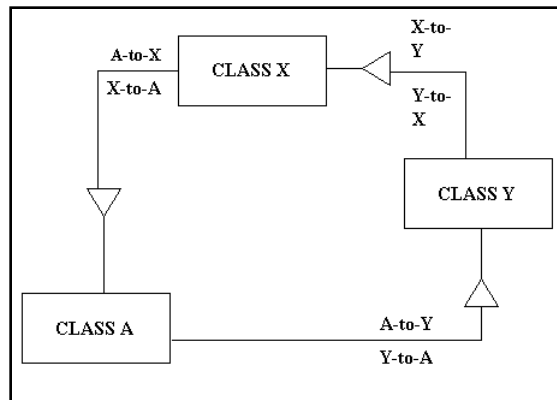 X-to-
Y
A-to-X
CLASS X
X-to-A
Y-to-
X
CLASS Y
CLASS A
A-to-Y
Y-to-A